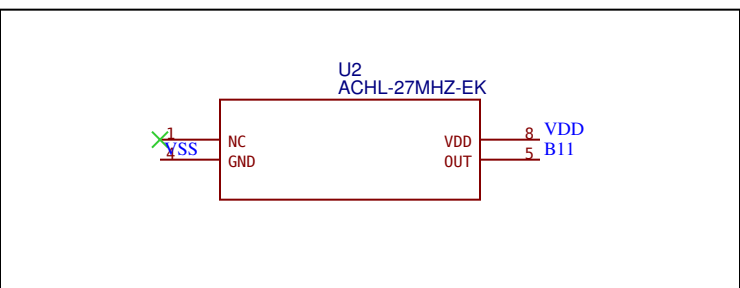 U2
ACHL-27MHZ-EK
1 NC VDD 8 VDD
VSS 4 GND OUT 5 B11